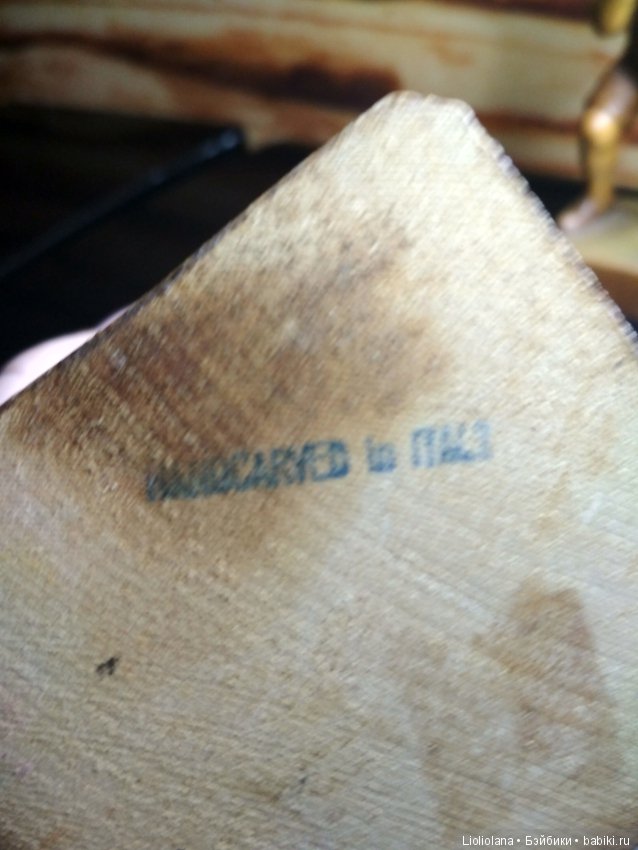 HANDCARVED in ITALY
Lioliolana • Бэйбики • babiki.ru